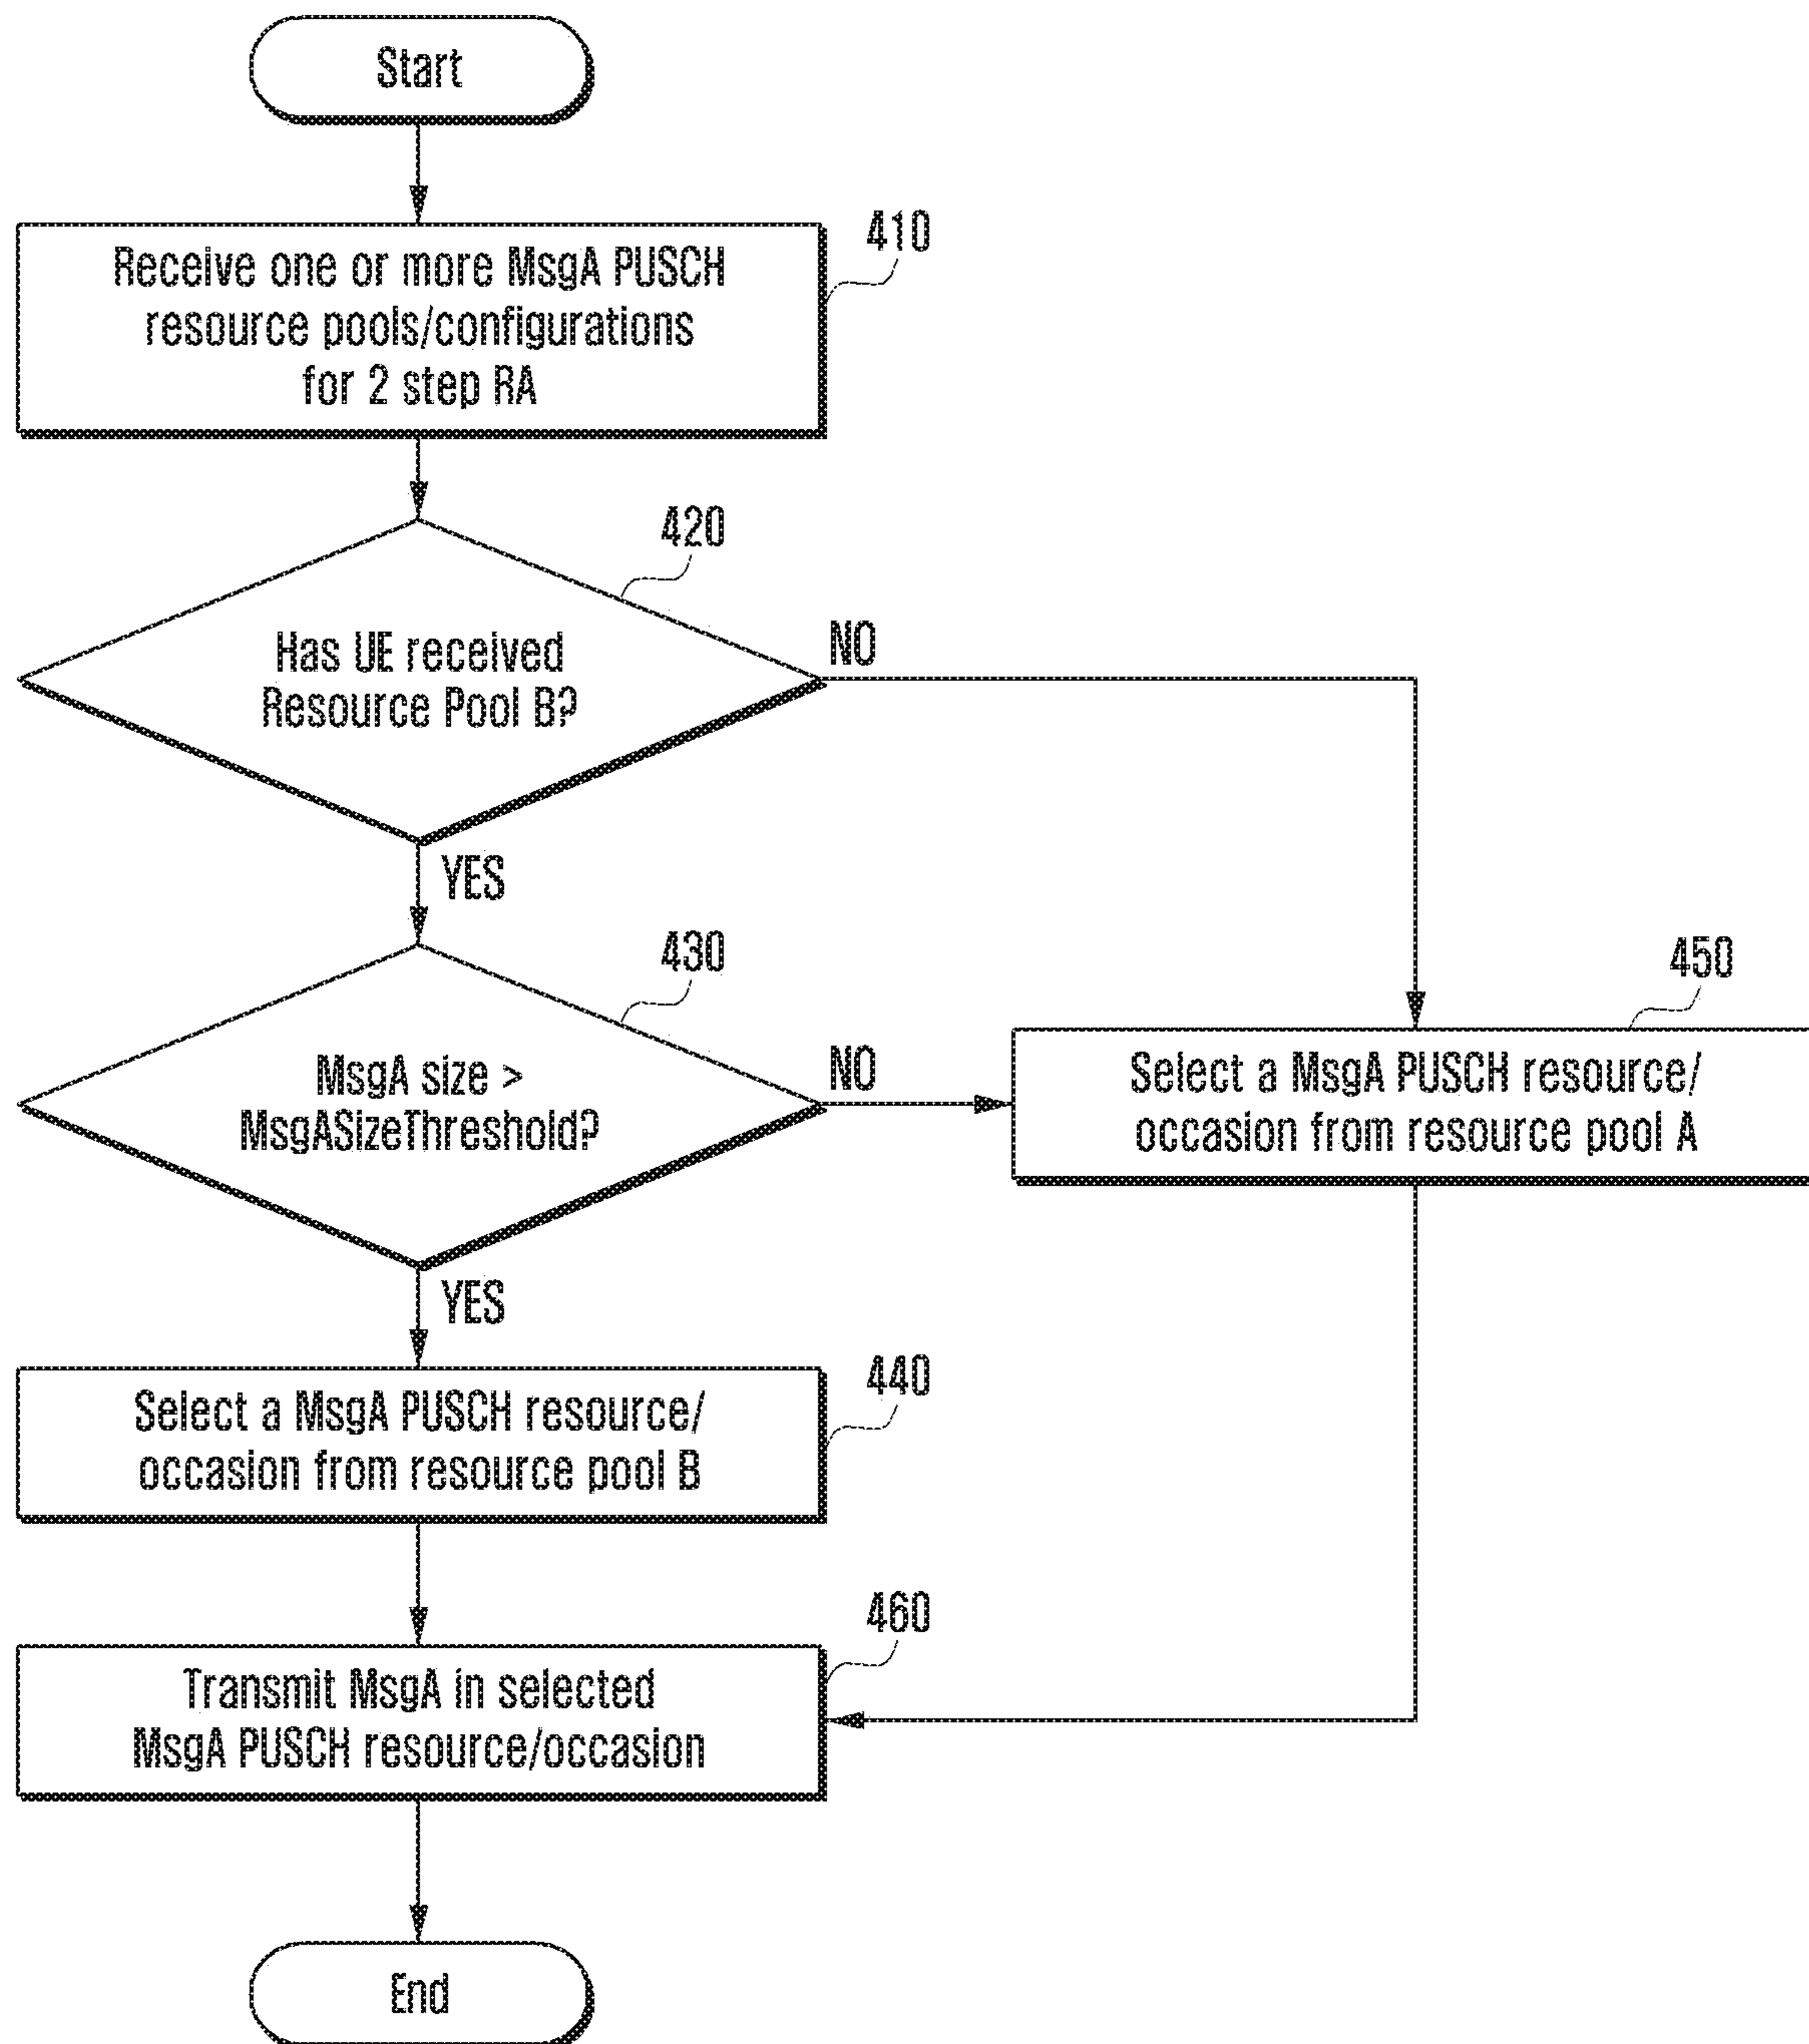 Start
410
Receive one or more MsgA PUSCH
resource pools/configurations
for 2 step RA
420
Has UE received
Resource Pool B?
NO
YES
430
MsgA size >
MsgASizeThreshold?
NO
450
Select a MsgA PUSCH resource/
occasion from resource pool A
YES
440
Select a MsgA PUSCH resource/
occasion from resource pool B
460
Transmit MsgA in selected
MsgA PUSCH resource/occasion
End